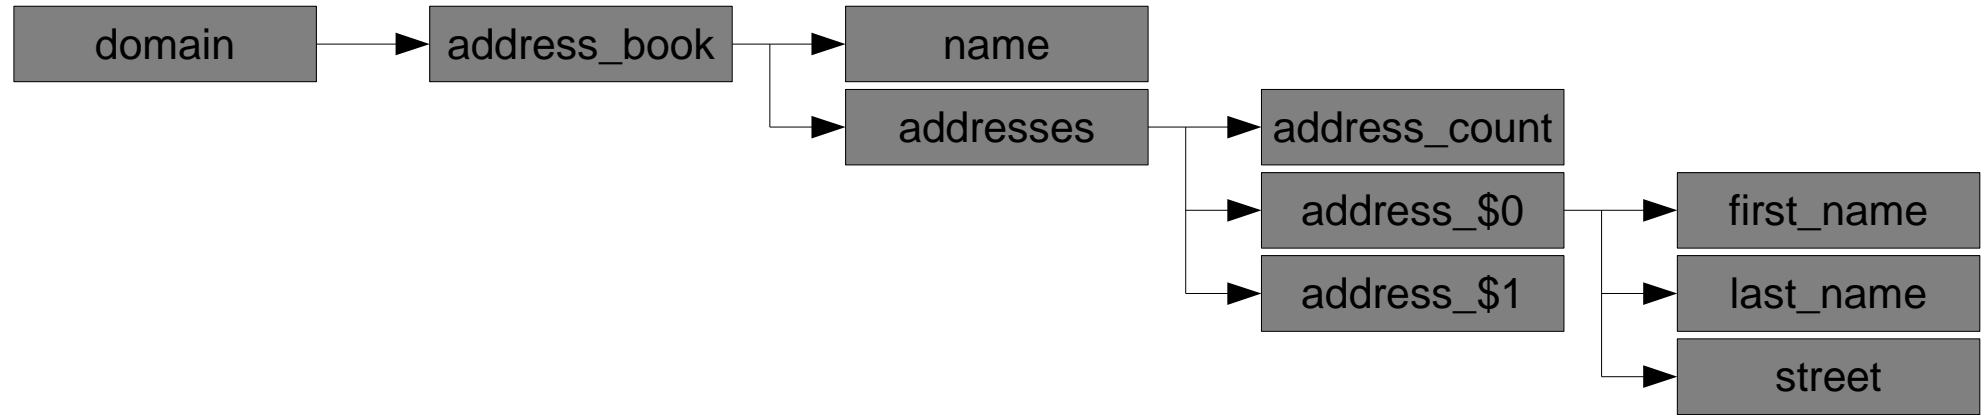 domain
address_book
name
addresses
address_count
address_$0
first_name
address_$1
last_name
street